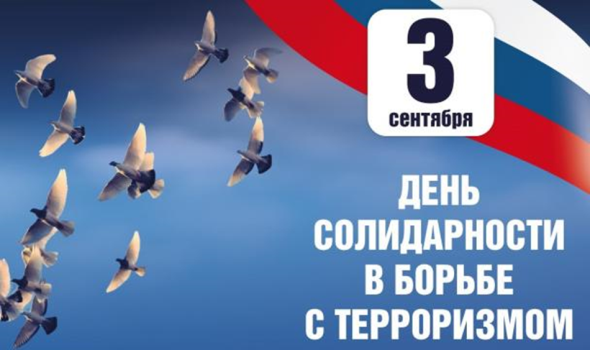 3
сентября
ДЕНЬ
СОЛИДАРНОСТИ
В БОРЬБЕ
С ТЕРРОРИЗМОМ